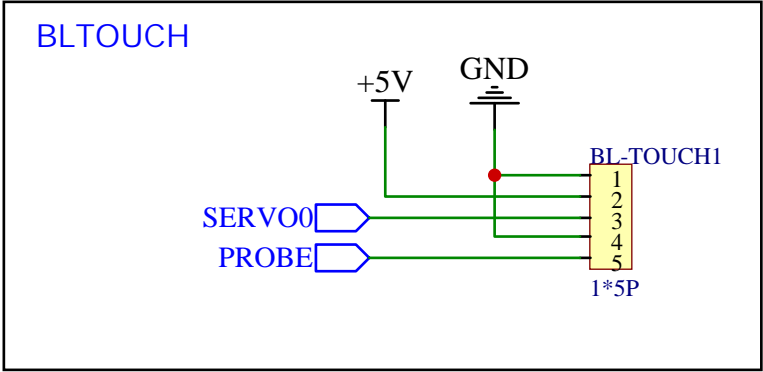 BLTOUCH
+5V
GND
BL-TOUCH1
1
2
SERVO0
3
4
PROBE
5
1*5P